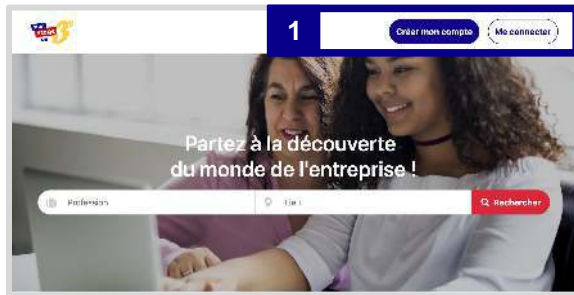 1
Créer mon compte
Me connecter
Partez à la découverte
du monde de l'entreprise !
Profession
Rechercher